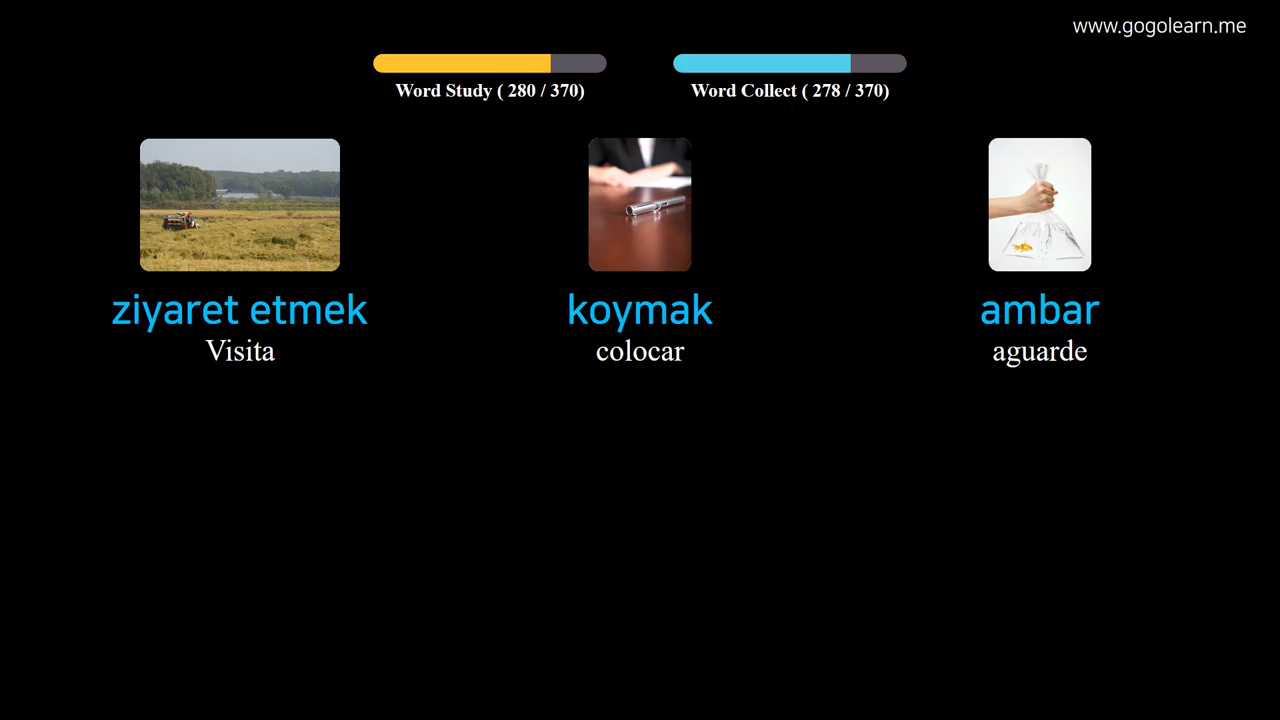 www.gogolearn.me
Word Study ( 280 / 370)
Word Collect ( 278 / 370)
ziyaret etmek
Visita
koymak
colocar
ambar
aguarde